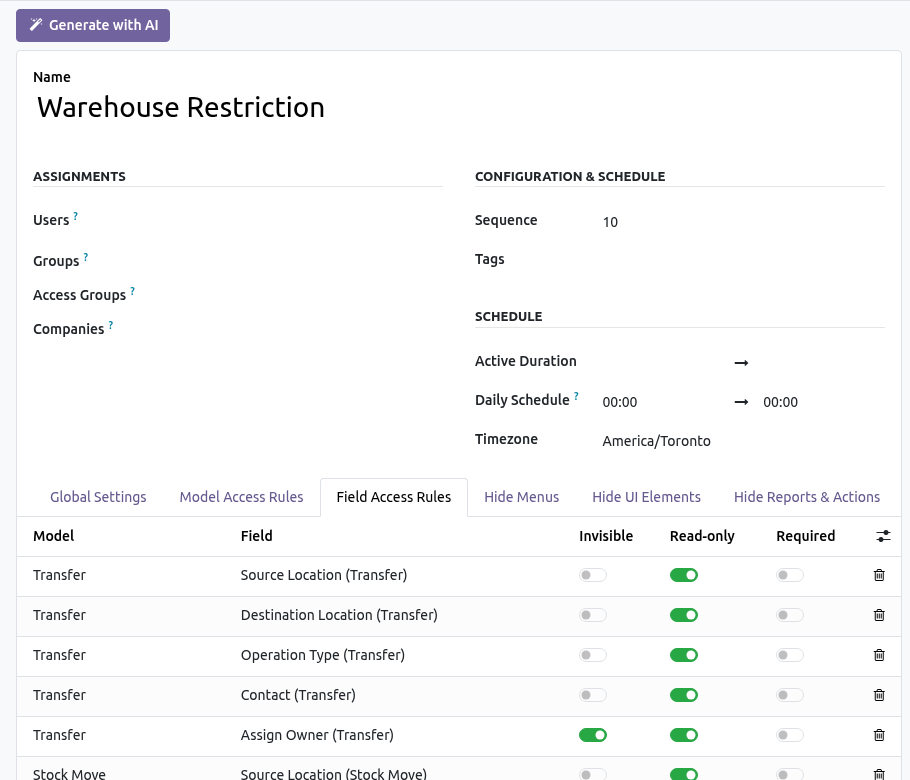 Generate with AI
Name
Warehouse Restriction
ASSIGNMENTS
Users ?
Groups ?
Access Groups ?
Companies ?
CONFIGURATION & SCHEDULE
Sequence 10
Tags
SCHEDULE
Active Duration →
Daily Schedule ? 00:00 → 00:00
Timezone America/Toronto
Global Settings Model Access Rules Field Access Rules Hide Menus Hide UI Elements Hide Reports & Actions
Model Field Invisible Read-only Required
Transfer Source Location (Transfer)
Transfer Destination Location (Transfer)
Transfer Operation Type (Transfer)
Transfer Contact (Transfer)
Transfer Assign Owner (Transfer)
Stock Move Source Location (Stock Move)